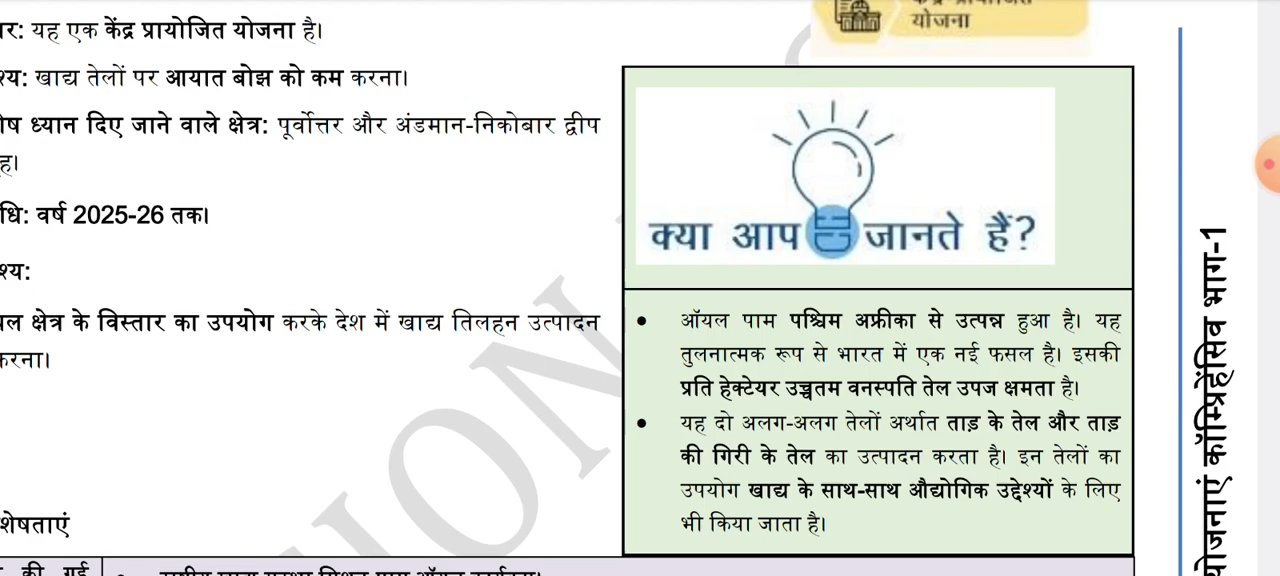 रः यह एक केंद्र प्रायोजित योजना है।
श्यः खाद्य तेलों पर आयात बोझ को कम करना।
ष ध्यान दिए जाने वाले क्षेत्र: पूर्वोत्तर और अंडमान-निकोबार द्वीप
ह।
धि: वर्ष 2025-26 तक।
श्य:
क्षेत्र के विस्तार का उपयोग करके देश में खाद्य तिलहन उत्पादन
करना।
शेषताएं
की गई
योजना
क्या आप जानते हैं?
• ऑयल पाम पश्चिम अफ्रीका से उत्पन्न हुआ है। यह
तुलनात्मक रूप से भारत में एक नई फसल है। इसकी
प्रति हेक्टेयर उच्चतम वनस्पति तेल उपज क्षमता है।
• यह दो अलग-अलग तेलों अर्थात ताड़ के तेल और ताड़
की गिरी के तेल का उत्पादन करता है। इन तेलों का
उपयोग खाद्य के साथ-साथ औद्योगिक उद्देश्यों के लिए
भी किया जाता है।
योजनाएं कॉम्प्रिहेंसिव भाग-1